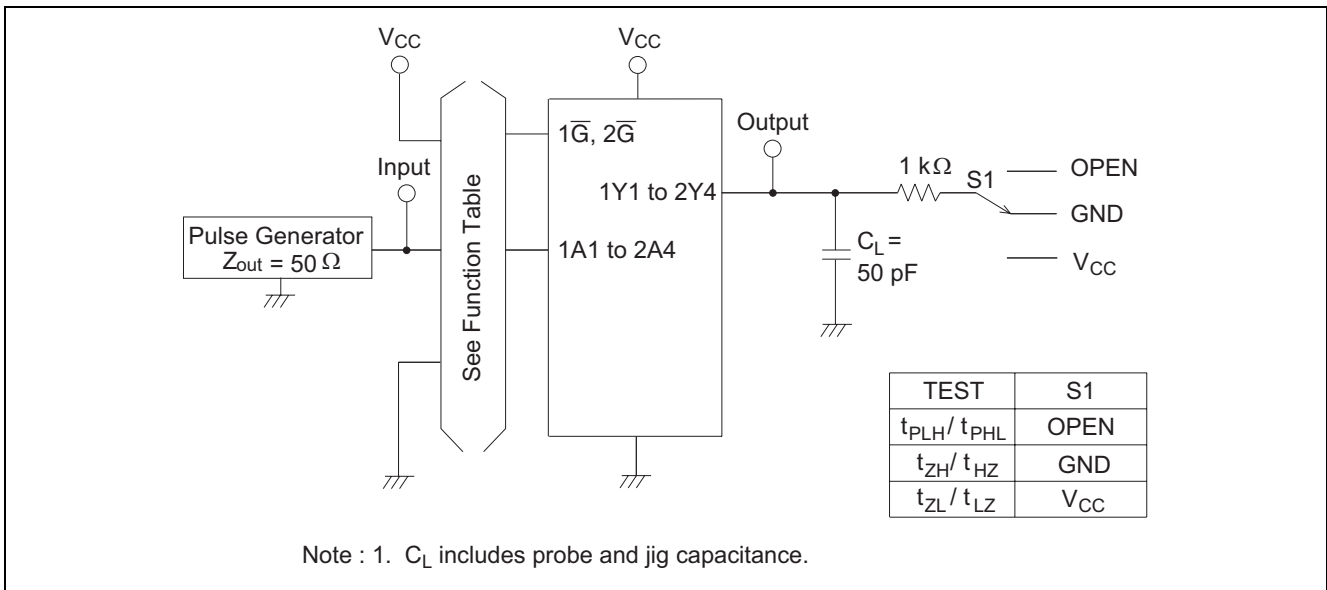 VCC
VCC
Input
Output
Pulse Generator
Zout = 50 Ω
See Function Table
1G̅, 2G̅
1Y1 to 2Y4
1A1 to 2A4
1 kΩ
S1
OPEN
GND
VCC
CL =
50 pF
TEST S1
tPLH / tPHL OPEN
tZH / tHZ GND
tZL / tLZ VCC
Note : 1. CL includes probe and jig capacitance.